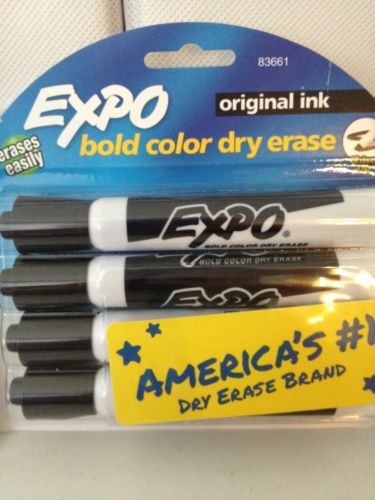 83661
EXPO
original ink
bold color dry erase
erases
easily
EXPO®
BOLD COLOR DRY ERASE
BOLD COLOR DRY ERASE
EXPO
AMERICA'S #1
DRY ERASE BRAND